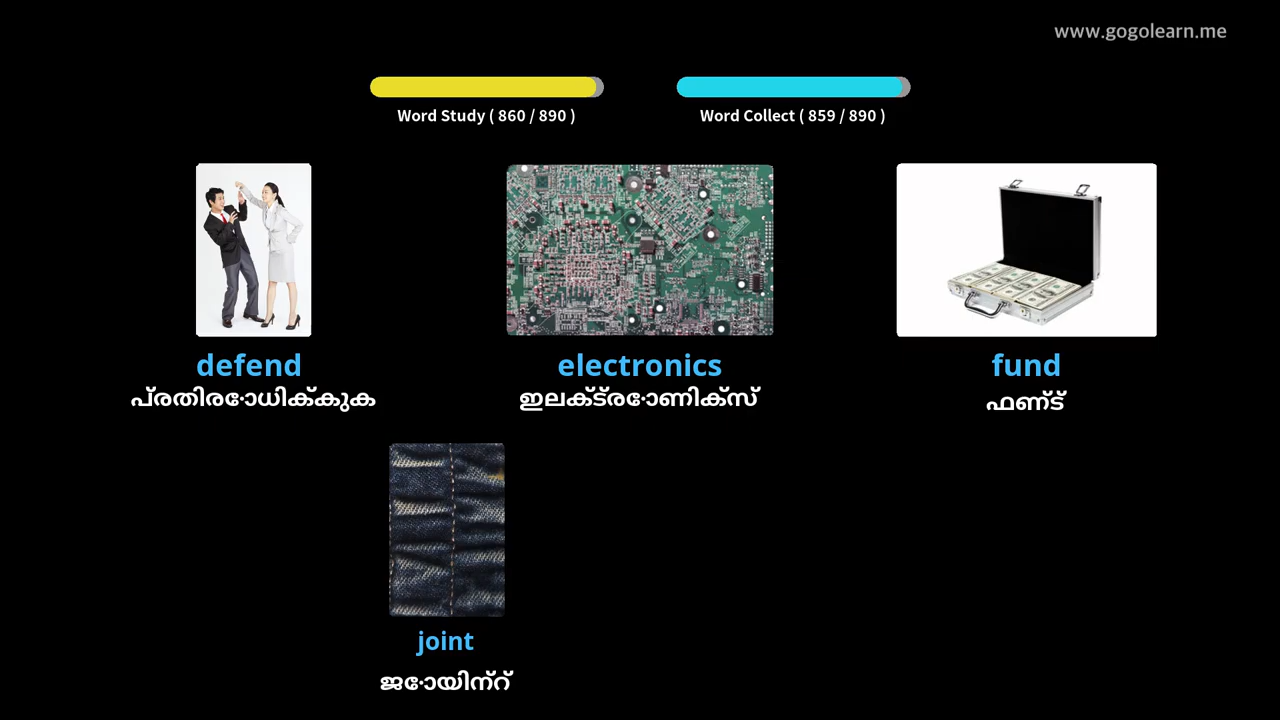 www.gogolearn.me
Word Study ( 860 / 890 )
Word Collect ( 859 / 890 )
defend
electronics
fund
പ്രതിരോധിക്കുക
ഇലക്ട്രോണിക്സ്
ഫണ്ട്
joint
ജോയിന്റ്